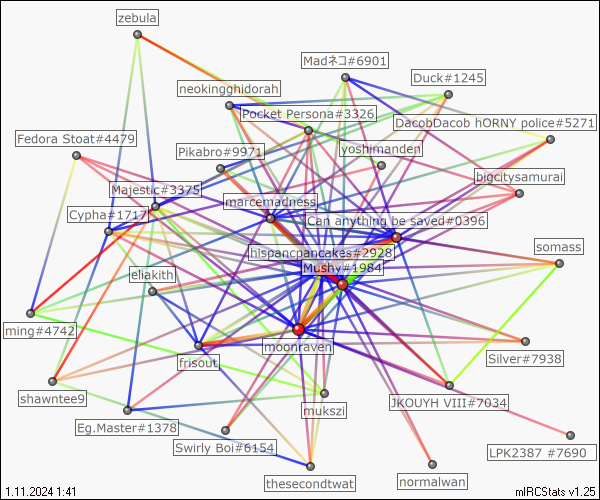 zebula
Madネコ#6901
Duck#1245
neokingghidorah
Pocket Persona#3326
DacobDacob hORNY police#5271
Fedora Stoat#4479
Pikabro#9971
yoshimanden
bigcitysamurai
Majestic#3375
marcemadness
Cypha#1717
Can anything be saved#0396
hispancpancakes#2928
somass
Mushy#1984
eliakith
ming#4742
moonraven
frisout
Silver#7938
shawntee9
mukszi
JKOUYH VIII#7034
Eg.Master#1378
Swirly Boi#6154
LPK2387 #7690
thesecondtwat
normalwan
1.11.2024 1:41
mIRCStats v1.25